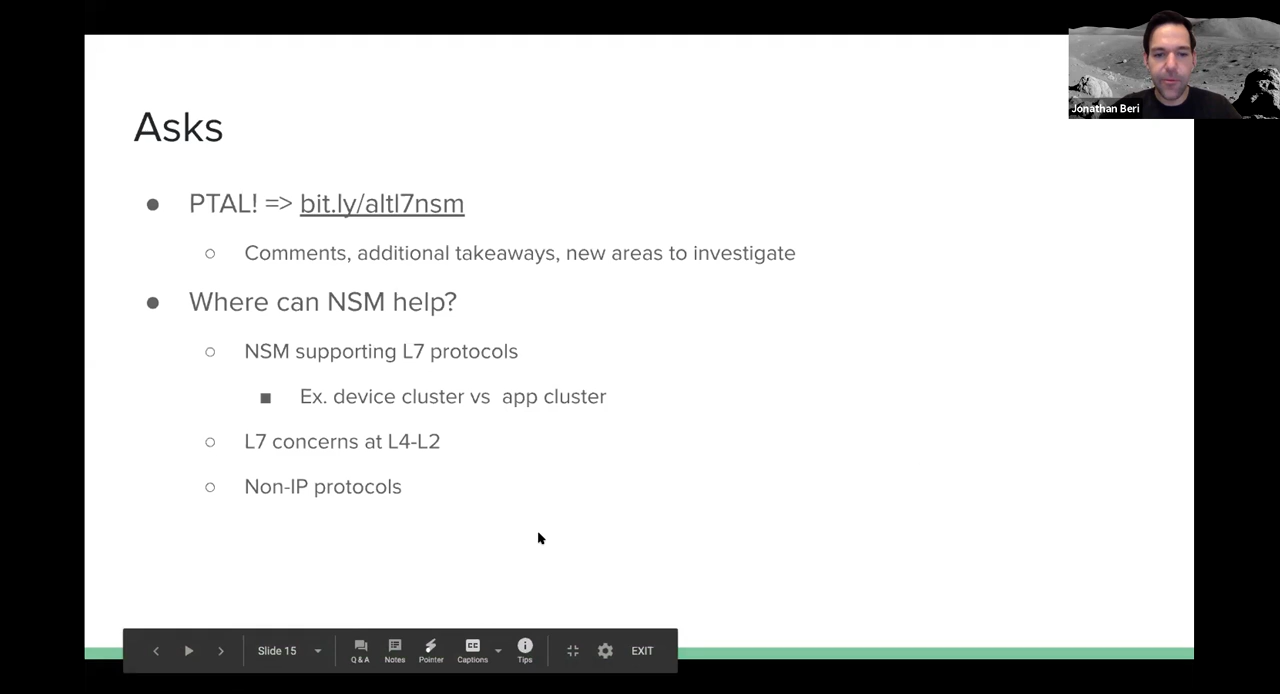 Jonathan Beri
Asks
● PTAL! => bit.ly/altl7nsm
○ Comments, additional takeaways, new areas to investigate
● Where can NSM help?
○ NSM supporting L7 protocols
■ Ex. device cluster vs  app cluster
○ L7 concerns at L4-L2
○ Non-IP protocols
Slide 15
Q & A
Notes
Pointer
CC
Captions
Tips
EXIT